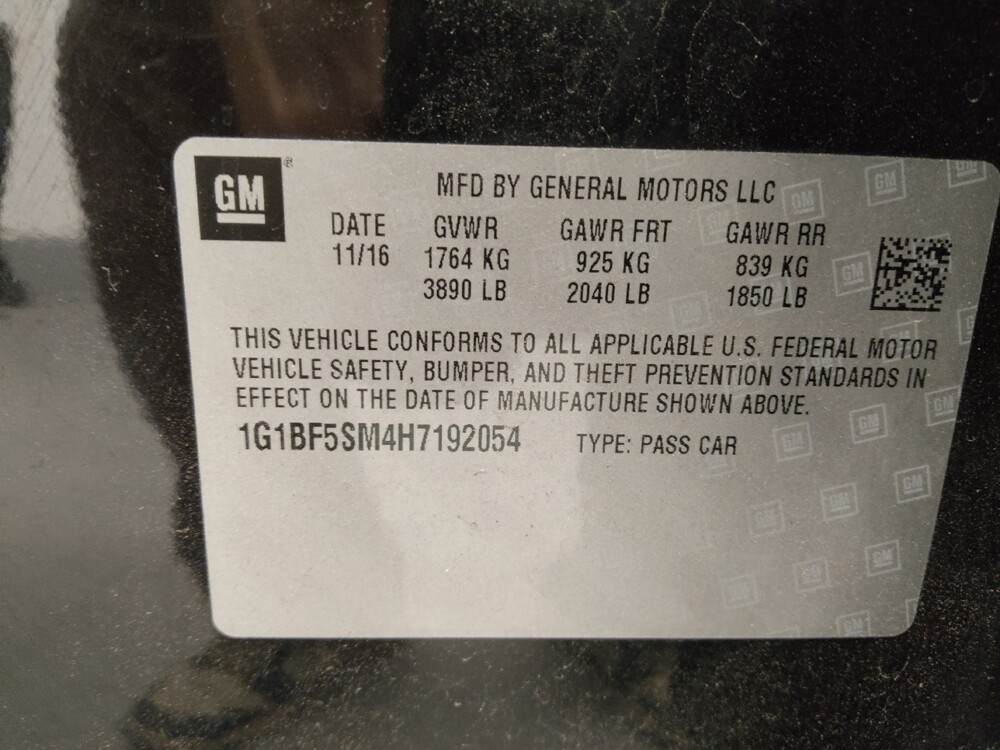 GM ®
MFD BY GENERAL MOTORS LLC
DATE GVWR GAWR FRT GAWR RR
11/16 1764 KG 925 KG 839 KG
3890 LB 2040 LB 1850 LB
THIS VEHICLE CONFORMS TO ALL APPLICABLE U.S. FEDERAL MOTOR
VEHICLE SAFETY, BUMPER, AND THEFT PREVENTION STANDARDS IN
EFFECT ON THE DATE OF MANUFACTURE SHOWN ABOVE.
1G1BF5SM4H7192054 TYPE: PASS CAR